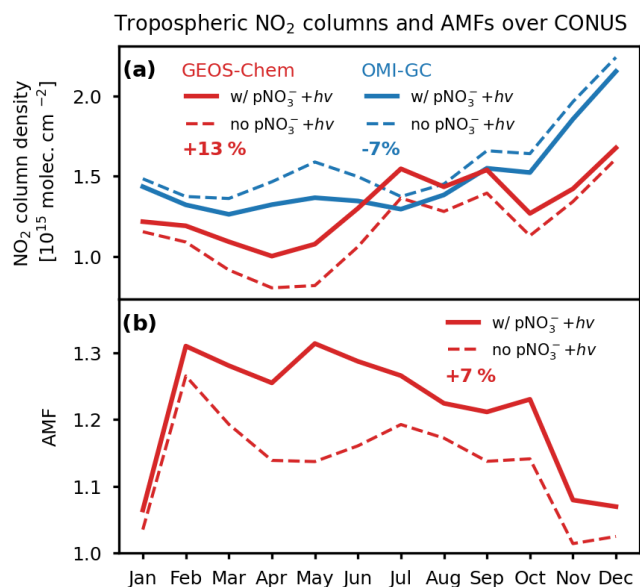 Tropospheric NO₂ columns and AMFs over CONUS
(a) GEOS-Chem OMI-GC
w/ pNO₃⁻+hv w/ pNO₃⁻+hv
no pNO₃⁻+hv no pNO₃⁻+hv
+13 % -7%
NO₂ column density
[10¹⁵ molec. cm⁻²]
2.0
1.5
1.0
(b) w/ pNO₃⁻+hv
no pNO₃⁻+hv
+7 %
AMF
1.3
1.2
1.1
1.0
Jan Feb Mar Apr May Jun Jul Aug Sep Oct Nov Dec